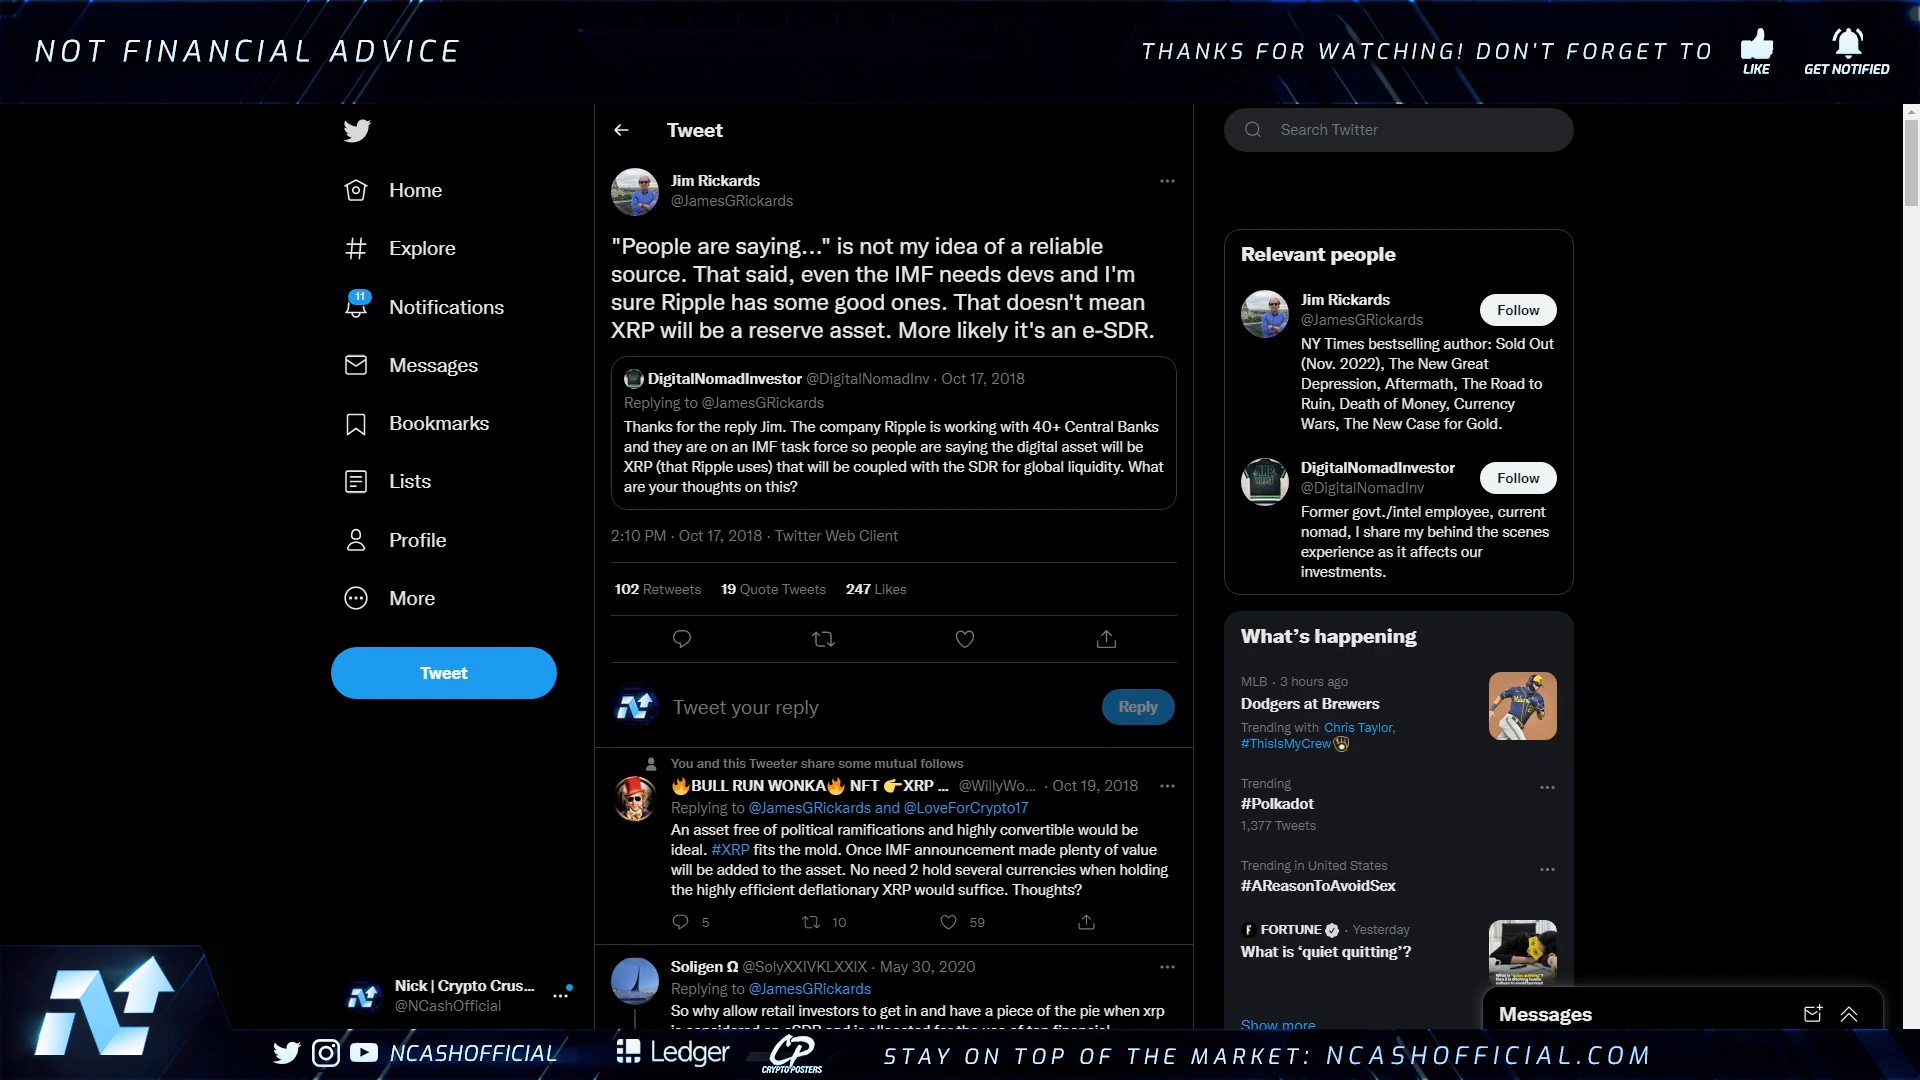 NOT FINANCIAL ADVICE
THANKS FOR WATCHING! DON'T FORGET TO
LIKE
GET NOTIFIED
Home
Explore
11
Notifications
Messages
Bookmarks
Lists
Profile
More
Tweet
Nick | Crypto Crus...
@NCashOfficial
Tweet
Jim Rickards
@JamesGRickards
"People are saying..." is not my idea of a reliable
source. That said, even the IMF needs devs and I'm
sure Ripple has some good ones. That doesn't mean
XRP will be a reserve asset. More likely it's an e-SDR.
DigitalNomadInvestor @DigitalNomadInv · Oct 17, 2018
Replying to @JamesGRickards
Thanks for the reply Jim. The company Ripple is working with 40+ Central Banks
and they are on an IMF task force so people are saying the digital asset will be
XRP (that Ripple uses) that will be coupled with the SDR for global liquidity. What
are your thoughts on this?
2:10 PM · Oct 17, 2018 · Twitter Web Client
102 Retweets 19 Quote Tweets 247 Likes
Tweet your reply
Reply
You and this Tweeter share some mutual follows
🔥BULL RUN WONKA🔥 NFT 👉XRP ... @WillyWo... · Oct 19, 2018
Replying to @JamesGRickards and @LoveForCrypto17
An asset free of political ramifications and highly convertible would be
ideal. #XRP fits the mold. Once IMF announcement made plenty of value
will be added to the asset. No need 2 hold several currencies when holding
the highly efficient deflationary XRP would suffice. Thoughts?
5 10 59
Soligen Ω @SolyXXIVKLXXIX · May 30, 2020
Replying to @JamesGRickards
So why allow retail investors to get in and have a piece of the pie when xrp
Search Twitter
Relevant people
Jim Rickards
@JamesGRickards
Follow
NY Times bestselling author: Sold Out
(Nov. 2022), The New Great
Depression, Aftermath, The Road to
Ruin, Death of Money, Currency
Wars, The New Case for Gold.
DigitalNomadInvestor
@DigitalNomadInv
Follow
Former govt./intel employee, current
nomad, I share my behind the scenes
experience as it affects our
investments.
What's happening
MLB · 3 hours ago
Dodgers at Brewers
Trending with Chris Taylor,
#ThisIsMyCrew
Trending
#Polkadot
1,377 Tweets
Trending in United States
#AReasonToAvoidSex
F FORTUNE · Yesterday
What is 'quiet quitting'?
Show more
Messages
NCASHOFFICIAL
Ledger
CP
CRYPTOPOSTERS
STAY ON TOP OF THE MARKET: NCASHOFFICIAL.COM